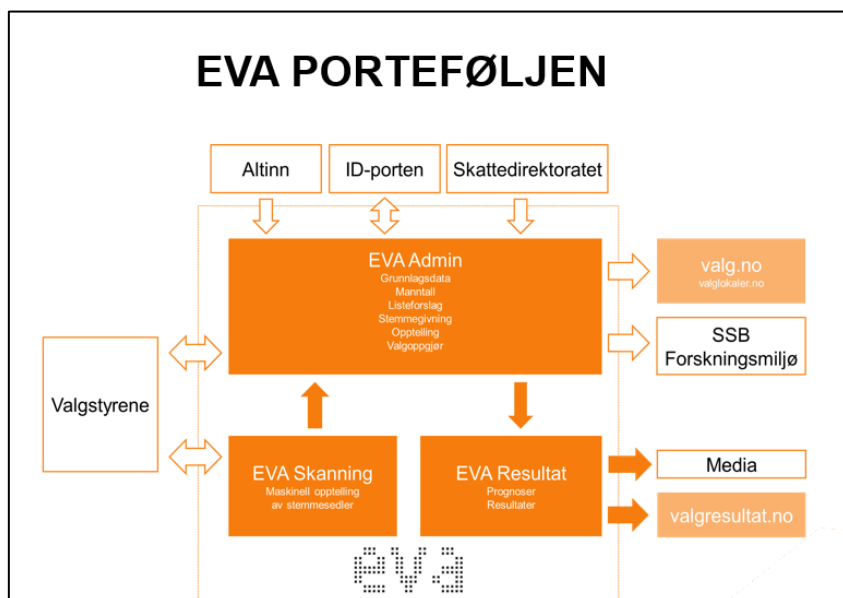 EVA PORTEFØLJEN
Altinn
ID-porten
Skattedirektoratet
EVA Admin
Grunnlagsdata
Manntall
Listeforslag
Stemmegivning
Opptelling
Valgoppgjør
valg.no
valglokaler.no
SSB
Forskningsmiljø
Valgstyrene
EVA Skanning
Maskinell opptelling
av stemmesedler
EVA Resultat
Prognoser
Resultater
Media
valgresultat.no
eva